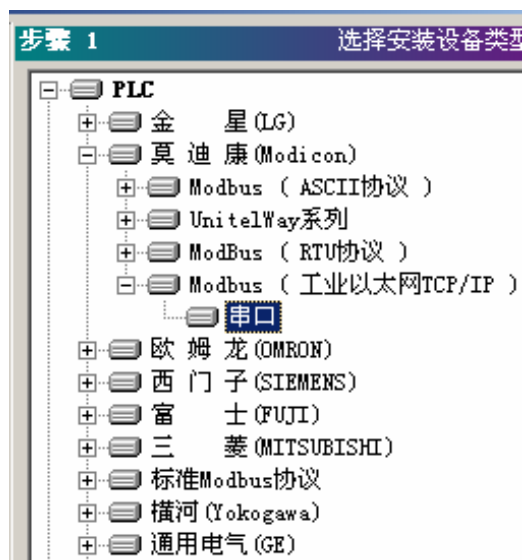 步骤 1 选择安装设备类型
PLC
金 星(LG)
莫 迪 康(Modicon)
Modbus ( ASCII协议 )
UnitelWay系列
ModBus ( RTU协议 )
Modbus ( 工业以太网TCP/IP )
串口
欧 姆 龙(OMRON)
西 门 子(SIEMENS)
富 士(FUJI)
三 菱(MITSUBISHI)
标准Modbus协议
横河(Yokogawa)
通用电气(GE)